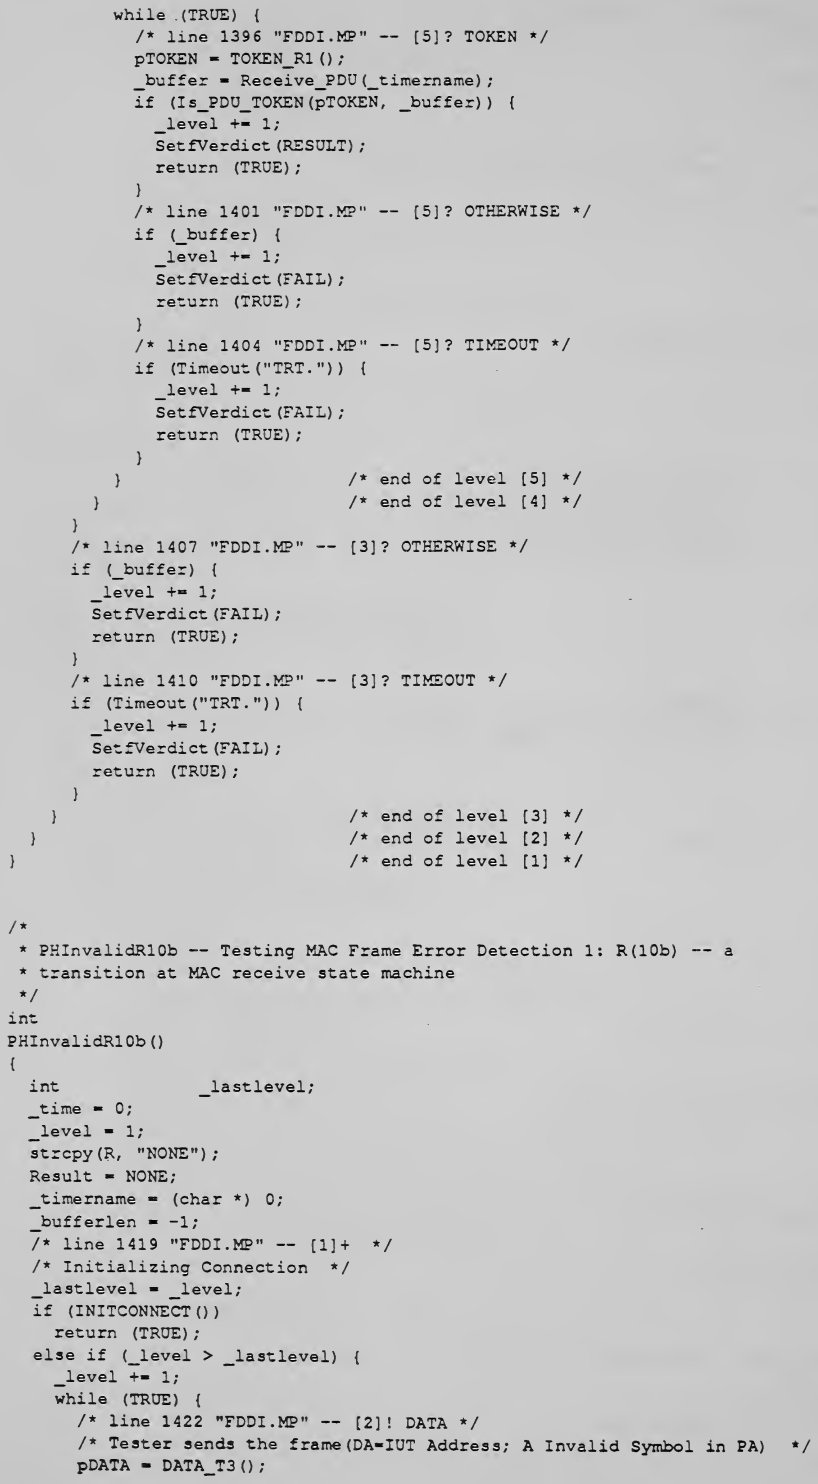 while (TRUE) {
/* line 1396 "FDDI.MP" -- [5]? TOKEN */
pTOKEN = TOKEN_R1();
_buffer = Receive_PDU(_timername);
if (Is_PDU_TOKEN(pTOKEN, _buffer)) {
_level += 1;
SetfVerdict(RESULT);
return (TRUE);
}
/* line 1401 "FDDI.MP" -- [5]? OTHERWISE */
if (_buffer) {
_level += 1;
SetfVerdict(FAIL);
return (TRUE);
}
/* line 1404 "FDDI.MP" -- [5]? TIMEOUT */
if (Timeout("TRT.")) {
_level += 1;
SetfVerdict(FAIL);
return (TRUE);
}
} /* end of level [5] */
} /* end of level [4] */
}
/* line 1407 "FDDI.MP" -- [3]? OTHERWISE */
if (_buffer) {
_level += 1;
SetfVerdict(FAIL);
return (TRUE);
}
/* line 1410 "FDDI.MP" -- [3]? TIMEOUT */
if (Timeout("TRT.")) {
_level += 1;
SetfVerdict(FAIL);
return (TRUE);
}
} /* end of level [3] */
} /* end of level [2] */
} /* end of level [1] */
/*
* PHInvalidR10b -- Testing MAC Frame Error Detection 1: R(10b) -- a
* transition at MAC receive state machine
*/
int
PHInvalidR10b()
{
int _lastlevel;
_time = 0;
_level = 1;
strcpy(R, "NONE");
Result = NONE;
_timername = (char *) 0;
_bufferlen = -1;
/* line 1419 "FDDI.MP" -- [1]+ */
/* Initializing Connection */
_lastlevel = _level;
if (INITCONNECT())
return (TRUE);
else if (_level > _lastlevel) {
_level += 1;
while (TRUE) {
/* line 1422 "FDDI.MP" -- [2]! DATA */
/* Tester sends the frame(DA=IUT Address; A Invalid Symbol in PA) */
pDATA = DATA_T3();